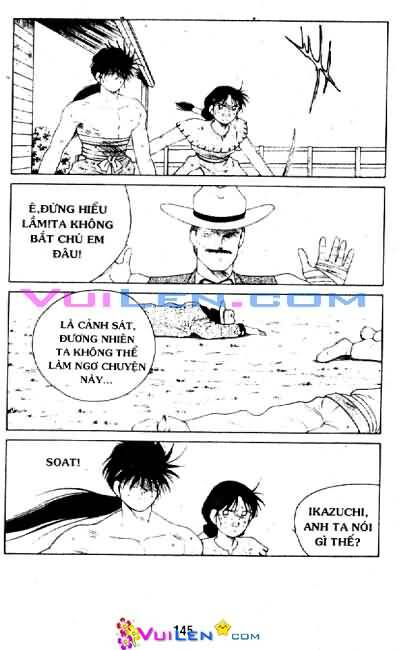 Ê,ĐỪNG HIỂU
LẦM!TA KHÔNG
BẮT CHÚ EM
ĐÂU!
VUILEN.COM
LÀ CẢNH SÁT,
ĐƯƠNG NHIÊN
TA KHÔNG THỂ
LÀM NGƠ CHUYỆN
NÀY...
SOAT!
IKAZUCHI,
ANH TA NÓI
GÌ THẾ?
145
VUILEN.COM